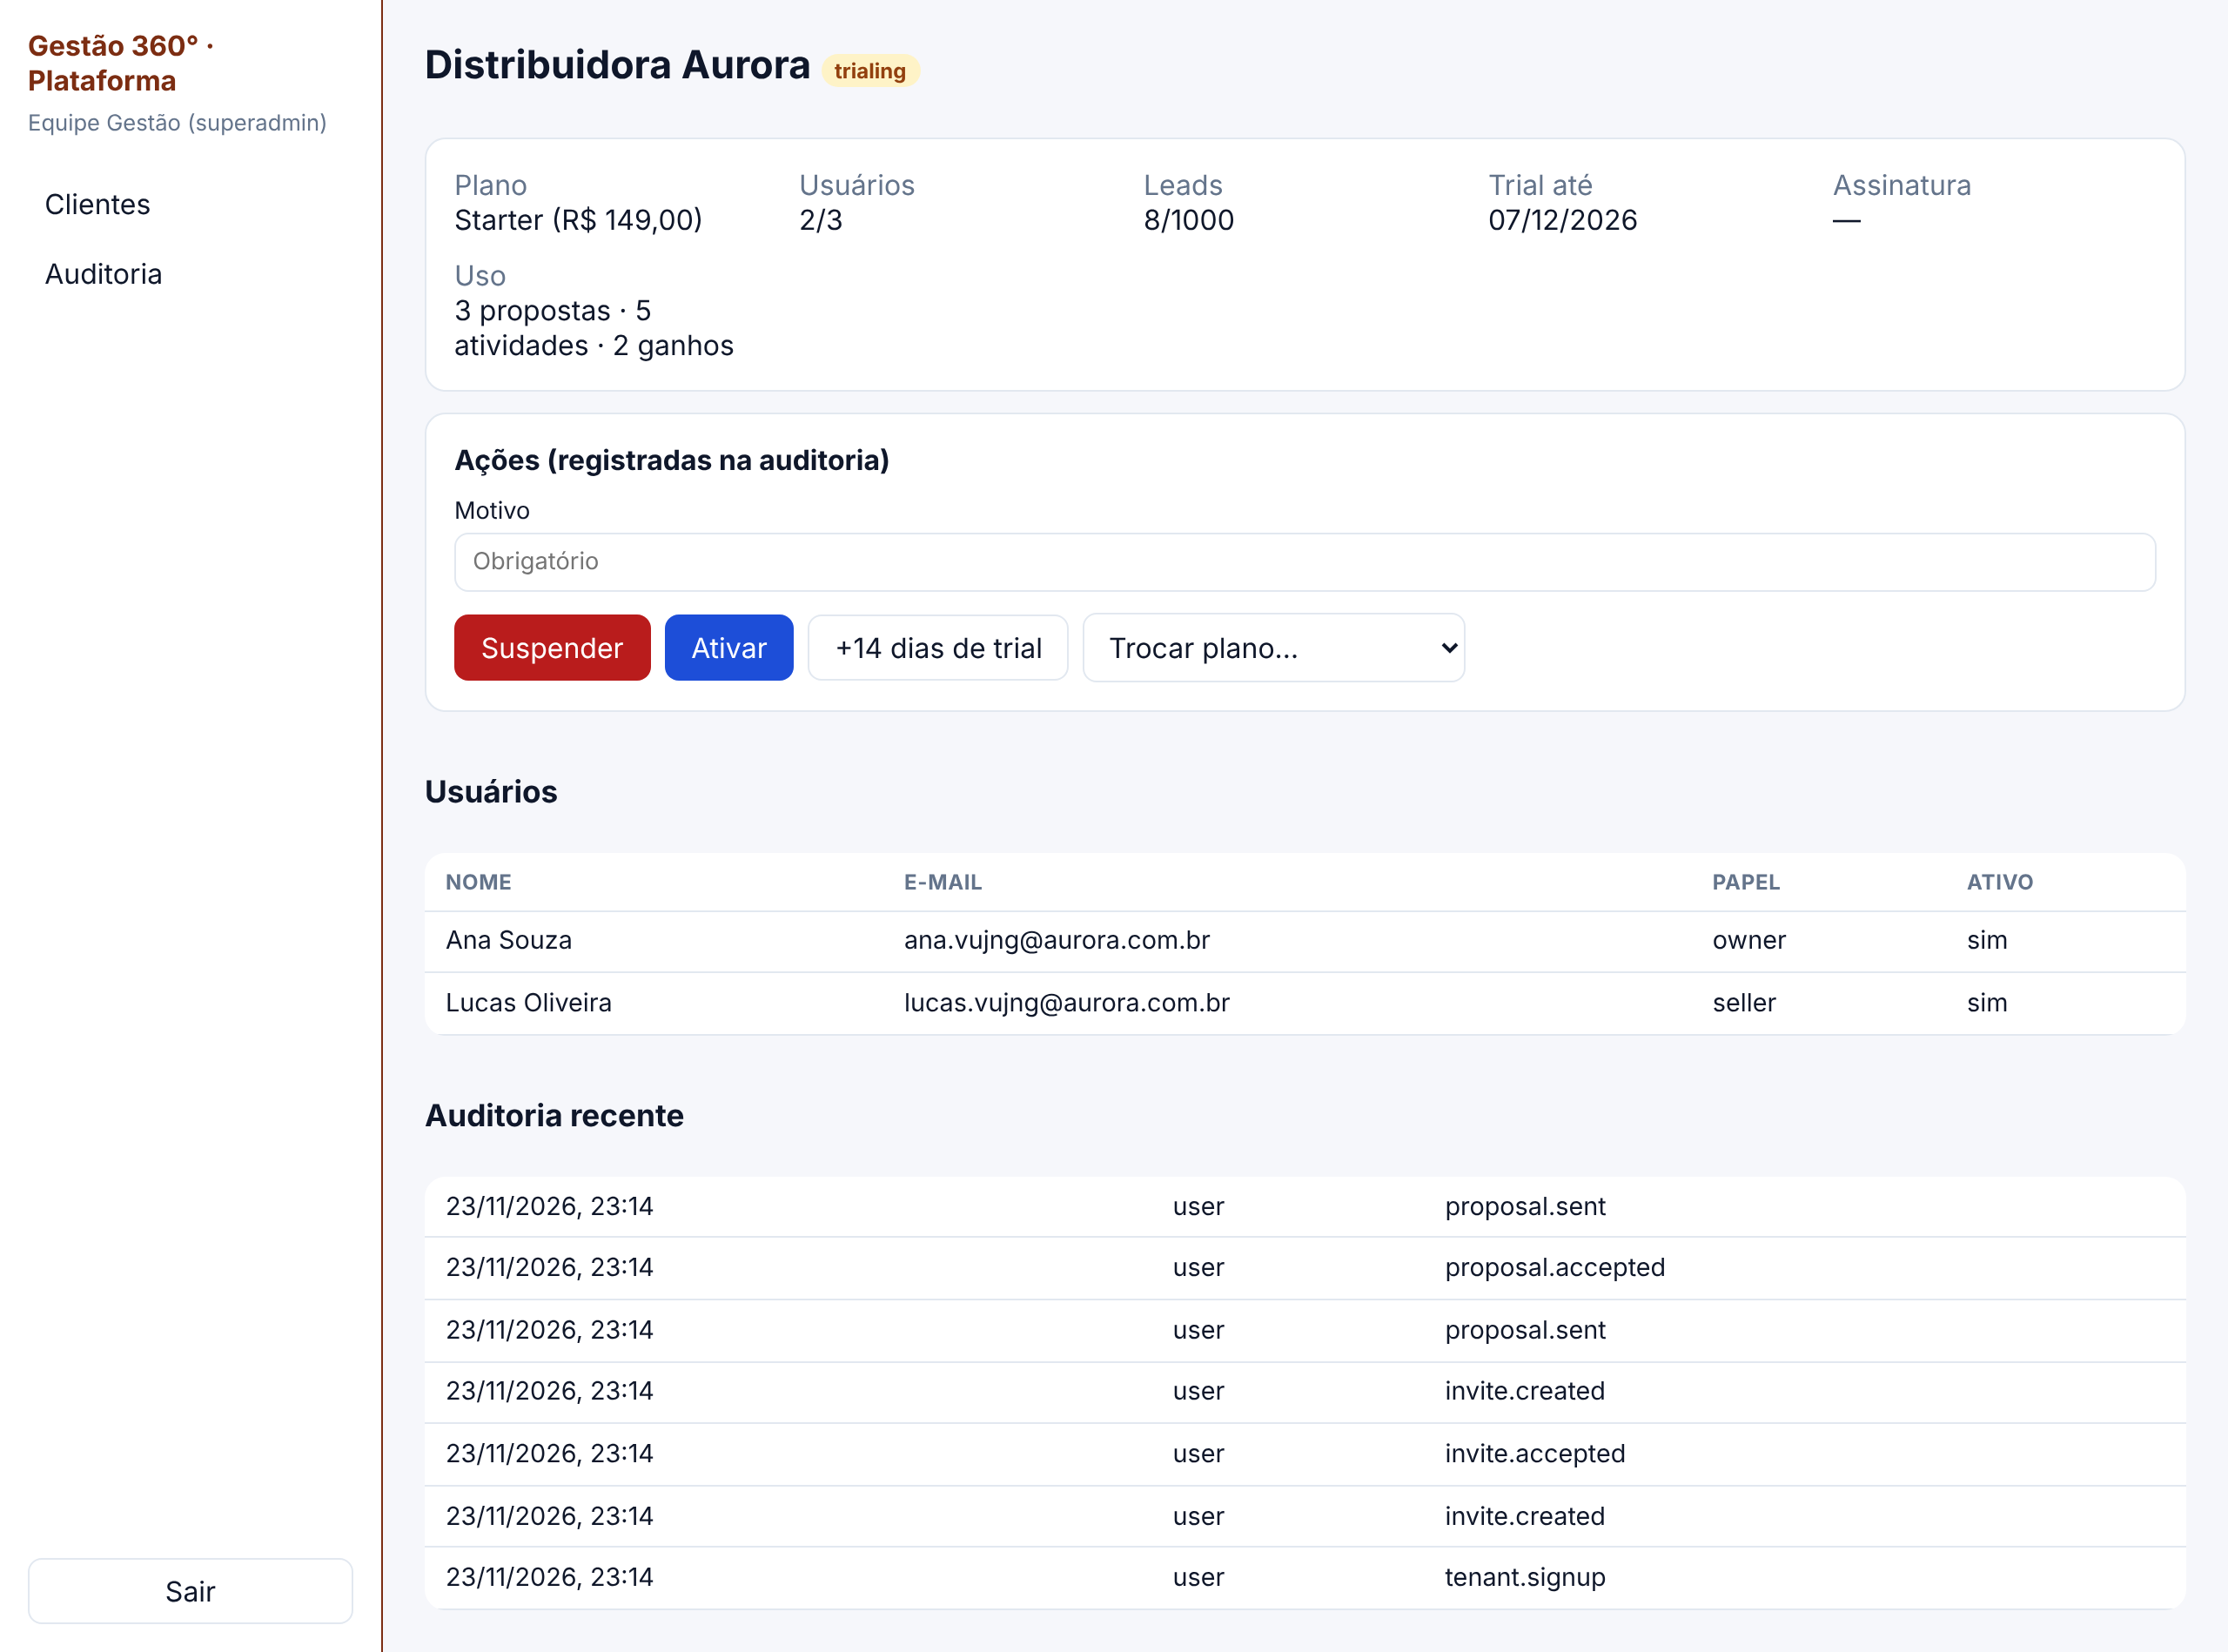 Gestão 360° ·
Plataforma
Equipe Gestão (superadmin)
Clientes
Auditoria
Sair
Distribuidora Aurora trialing
Plano Usuários Leads Trial até Assinatura
Starter (R$ 149,00) 2/3 8/1000 07/12/2026 —
Uso
3 propostas · 5
atividades · 2 ganhos
Ações (registradas na auditoria)
Motivo
Obrigatório
Suspender Ativar +14 dias de trial Trocar plano...
Usuários
NOME E-MAIL PAPEL ATIVO
Ana Souza ana.vujng@aurora.com.br owner sim
Lucas Oliveira lucas.vujng@aurora.com.br seller sim
Auditoria recente
23/11/2026, 23:14 user proposal.sent
23/11/2026, 23:14 user proposal.accepted
23/11/2026, 23:14 user proposal.sent
23/11/2026, 23:14 user invite.created
23/11/2026, 23:14 user invite.accepted
23/11/2026, 23:14 user invite.created
23/11/2026, 23:14 user tenant.signup